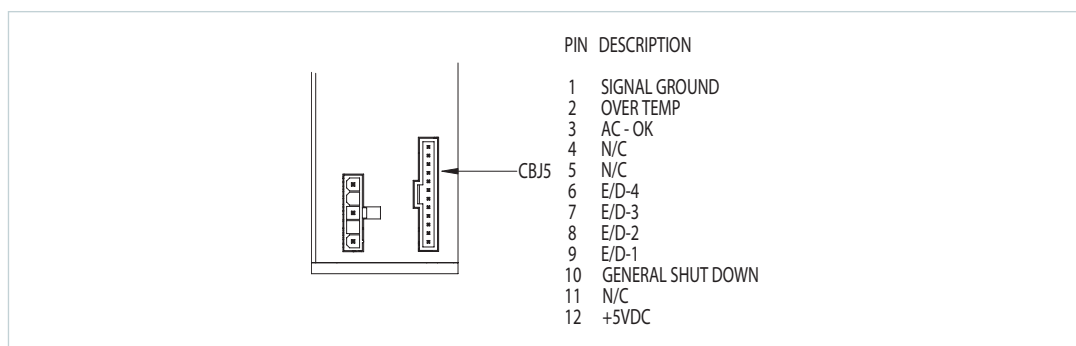 PIN DESCRIPTION
1 SIGNAL GROUND
2 OVER TEMP
3 AC - OK
4 N/C
CBJ5 5 N/C
6 E/D-4
7 E/D-3
8 E/D-2
9 E/D-1
10 GENERAL SHUT DOWN
11 N/C
12 +5VDC